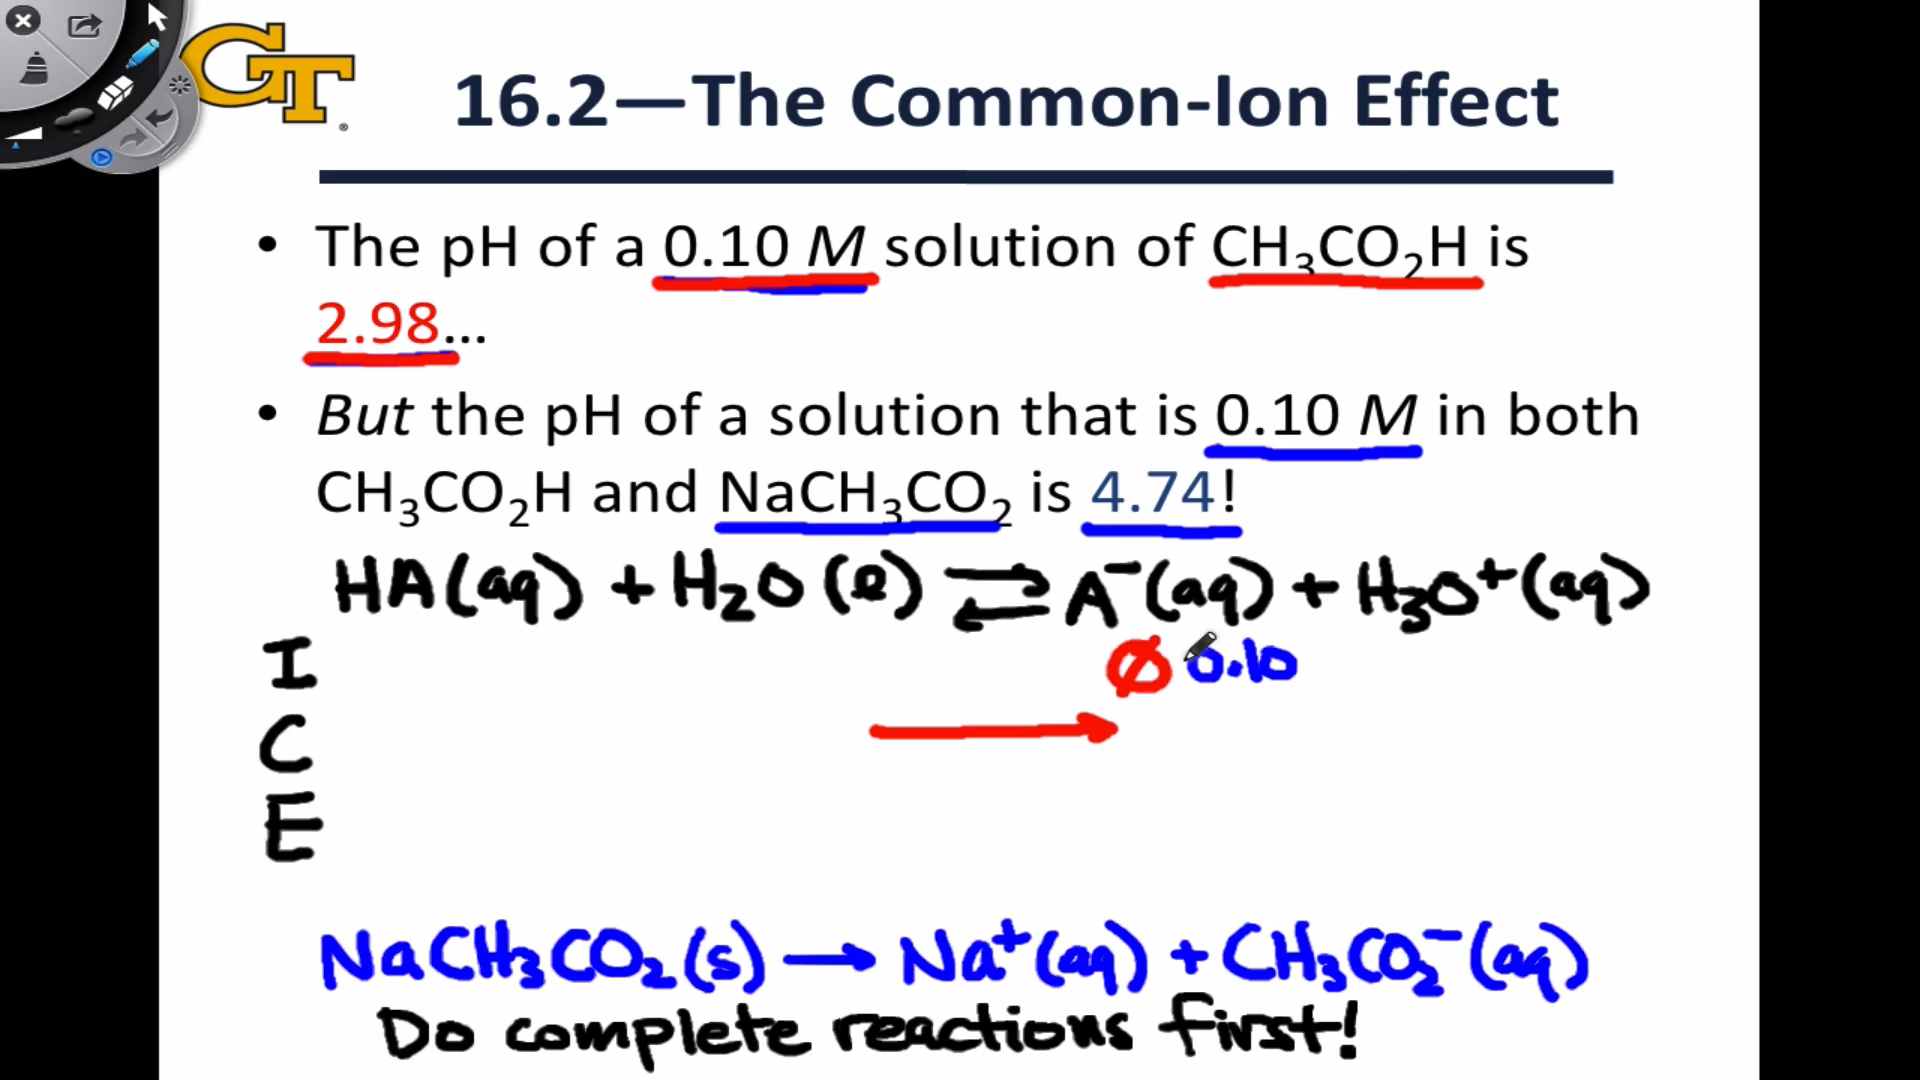 GT
®
16.2—The Common-Ion Effect
• The pH of a 0.10 M solution of CH₃CO₂H is
2.98...
• But the pH of a solution that is 0.10 M in both
CH₃CO₂H and NaCH₃CO₂ is 4.74!
HA(aq) + H₂O(l) ⇌ A⁻(aq) + H₃O⁺(aq)
I ∅ 0.10
C →
E
NaCH₃CO₂(s) → Na⁺(aq) + CH₃CO₂⁻(aq)
Do complete reactions first!